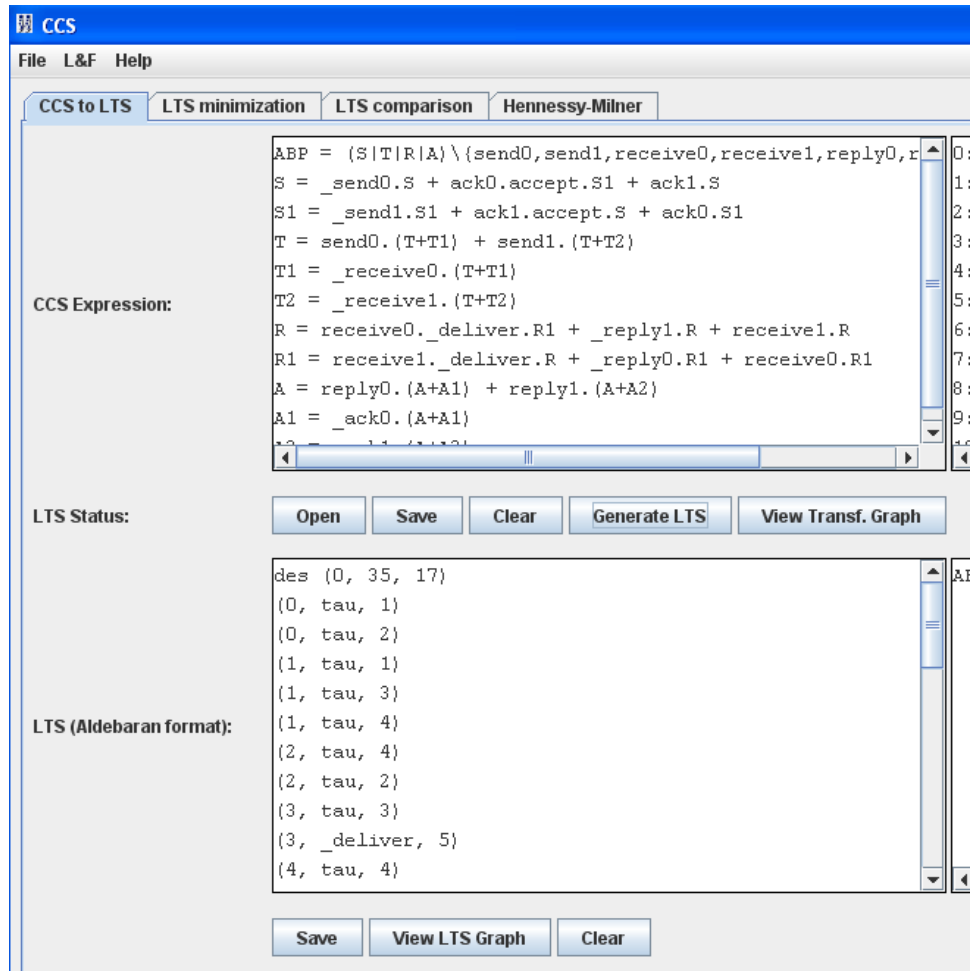 CCS
File L&F Help
CCS to LTS LTS minimization LTS comparison Hennessy-Milner
CCS Expression:
ABP = (S|T|R|A)\{send0,send1,receive0,receive1,reply0,r
S = _send0.S + ack0.accept.S1 + ack1.S
S1 = _send1.S1 + ack1.accept.S + ack0.S1
T = send0.(T+T1) + send1.(T+T2)
T1 = _receive0.(T+T1)
T2 = _receive1.(T+T2)
R = receive0._deliver.R1 + _reply1.R + receive1.R
R1 = receive1._deliver.R + _reply0.R1 + receive0.R1
A = reply0.(A+A1) + reply1.(A+A2)
A1 = _ack0.(A+A1)
0:
1:
2:
3:
4:
5:
6:
7:
8:
9:
LTS Status:
Open Save Clear Generate LTS View Transf. Graph
LTS (Aldebaran format):
des (0, 35, 17)
(0, tau, 1)
(0, tau, 2)
(1, tau, 1)
(1, tau, 3)
(1, tau, 4)
(2, tau, 4)
(2, tau, 2)
(3, tau, 3)
(3, _deliver, 5)
(4, tau, 4)
Save View LTS Graph Clear